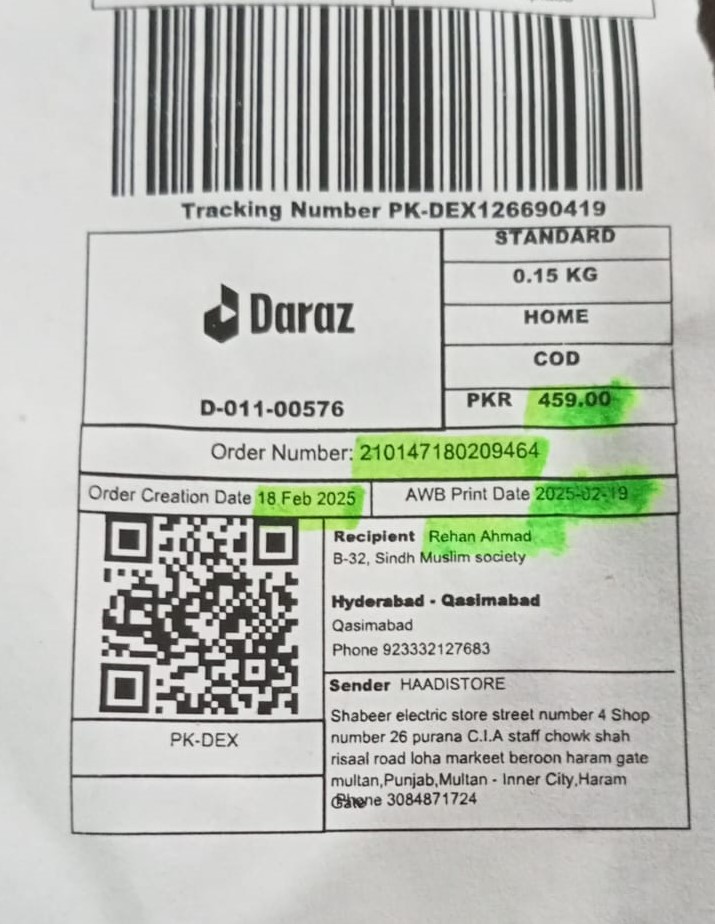 Tracking Number PK-DEX126690419
STANDARD
0.15 KG
HOME
COD
PKR 459.00
Daraz
D-011-00576
Order Number: 210147180209464
Order Creation Date 18 Feb 2025
AWB Print Date 2025-02-19
Recipient Rehan Ahmad
B-32, Sindh Muslim society
Hyderabad - Qasimabad
Qasimabad
Phone 923332127683
Sender HAADISTORE
Shabeer electric store street number 4 Shop
number 26 purana C.I.A staff chowk shah
risaal road loha markeet beroon haram gate
multan,Punjab,Multan - Inner City,Haram
Gate
Phone 3084871724
PK-DEX